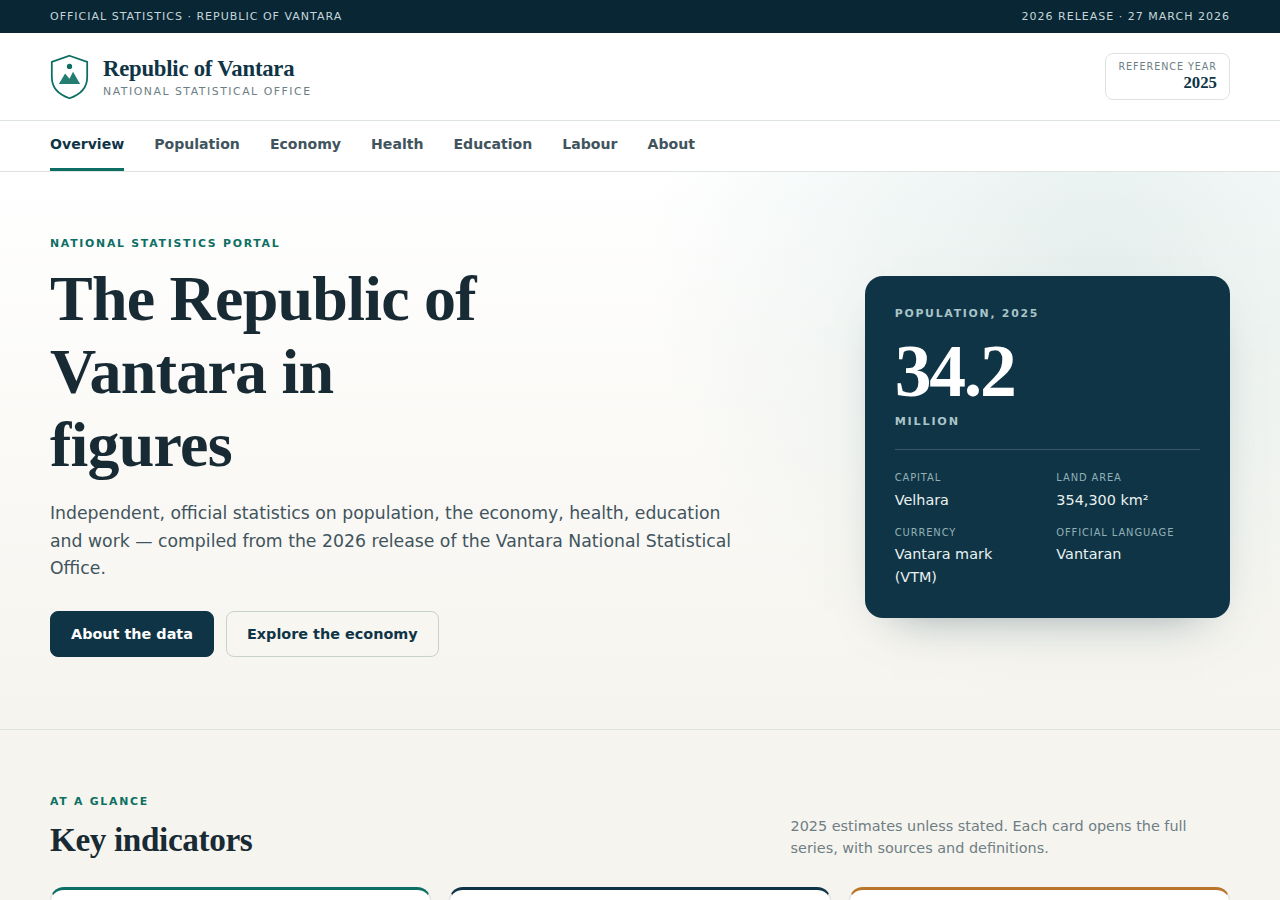 OFFICIAL STATISTICS · REPUBLIC OF VANTARA
2026 RELEASE · 27 MARCH 2026
Republic of Vantara
NATIONAL STATISTICAL OFFICE
REFERENCE YEAR
2025
Overview Population Economy Health Education Labour About
NATIONAL STATISTICS PORTAL
The Republic of
Vantara in
figures
Independent, official statistics on population, the economy, health, education
and work — compiled from the 2026 release of the Vantara National Statistical
Office.
About the data Explore the economy
POPULATION, 2025
34.2
MILLION
CAPITAL
Velhara
LAND AREA
354,300 km²
CURRENCY
Vantara mark
(VTM)
OFFICIAL LANGUAGE
Vantaran
AT A GLANCE
Key indicators
2025 estimates unless stated. Each card opens the full
series, with sources and definitions.